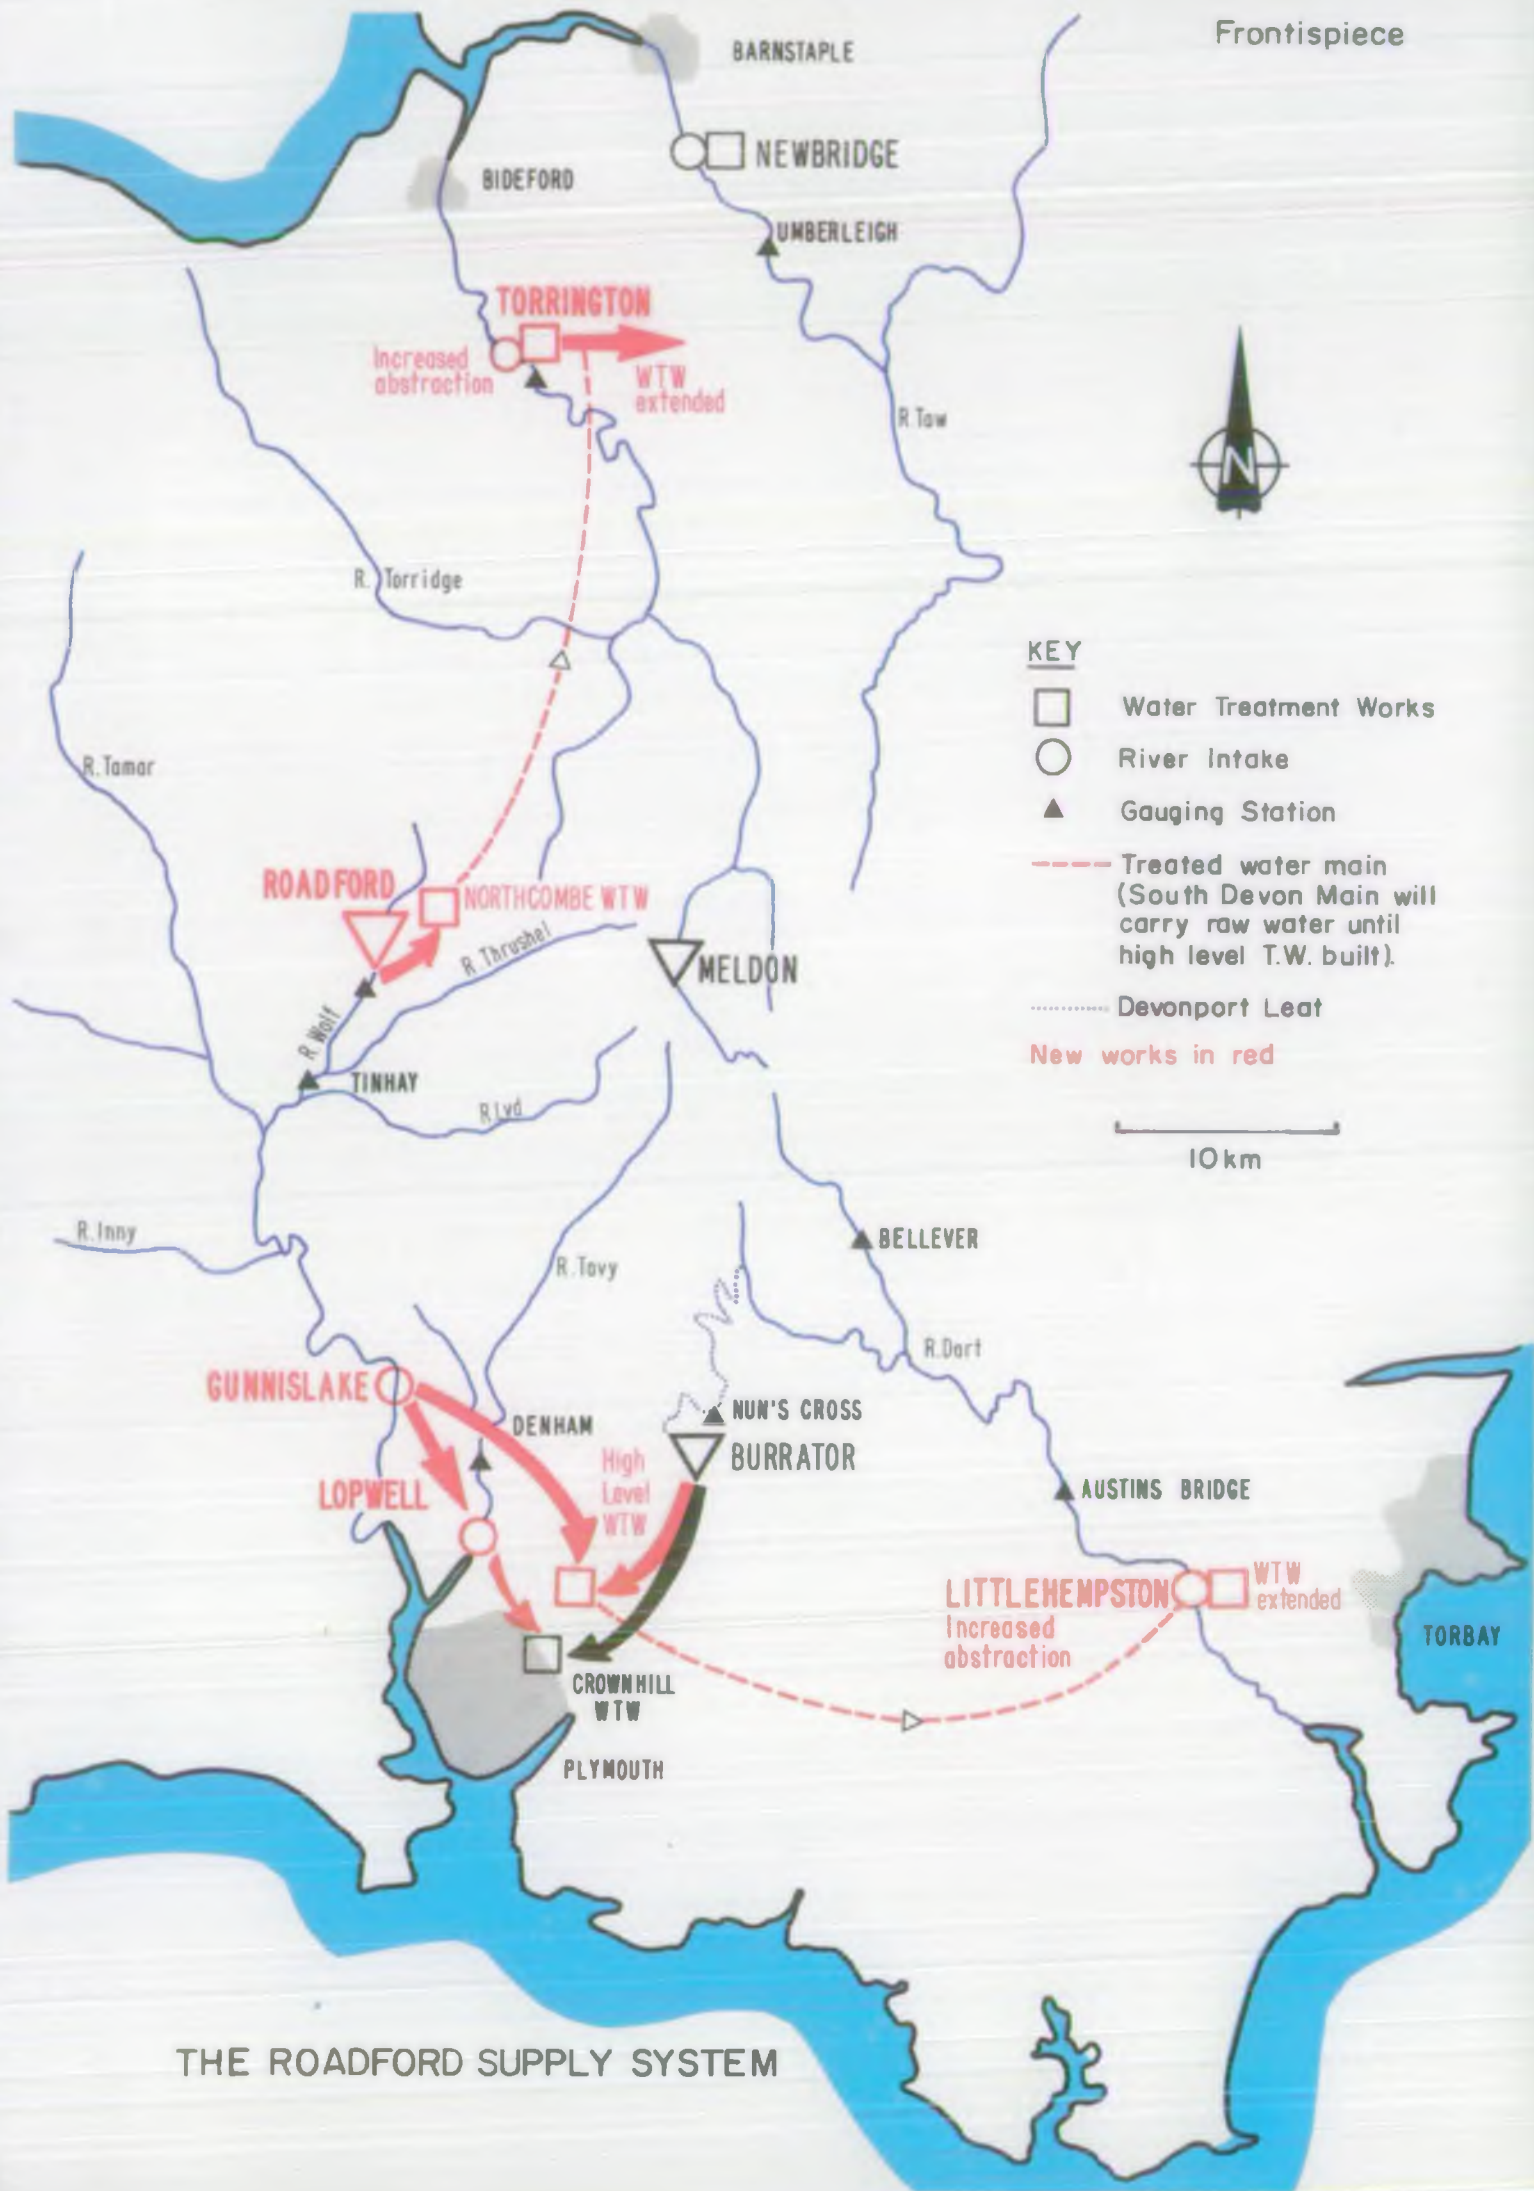 Frontispiece
BARNSTAPLE
NEWBRIDGE
BIDEFORD
UMBERLEIGH
TORRINGTON
Increased
abstraction
WTW
extended
R.Taw
N
R. Torridge
KEY
Water Treatment Works
River Intake
Gauging Station
Treated water main
(South Devon Main will
carry raw water until
high level T.W. built).
Devonport Leat
New works in red
10km
R.Tamar
ROADFORD
NORTHCOMBE WTW
R.Thrushel
MELDON
R.Wolf
TINHAY
R.Lyd
R.Inny
R.Tavy
BELLEVER
R.Dart
GUNNISLAKE
DENHAM
NUN'S CROSS
BURRATOR
High
Level
WTW
LOPWELL
AUSTINS BRIDGE
LITTLEHEMPSTON
Increased
abstraction
WTW
extended
TORBAY
CROWNHILL
WTW
PLYMOUTH
THE ROADFORD SUPPLY SYSTEM